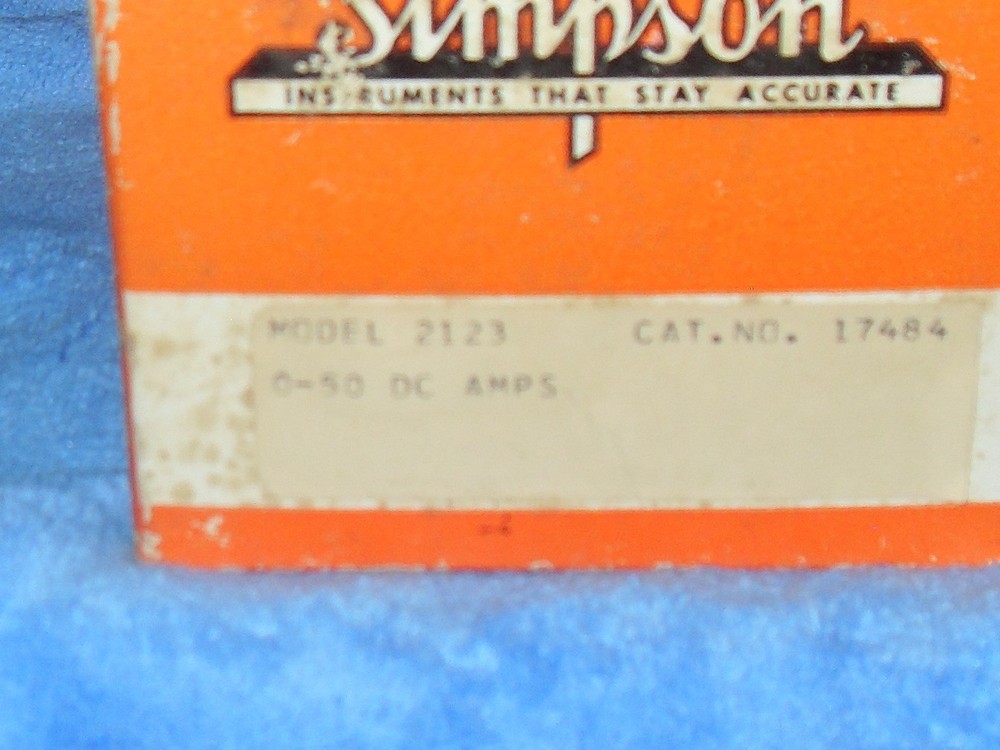 Simpson
INSTRUMENTS THAT STAY ACCURATE
MODEL 2123 CAT.NO. 17484
0-50 DC AMPS